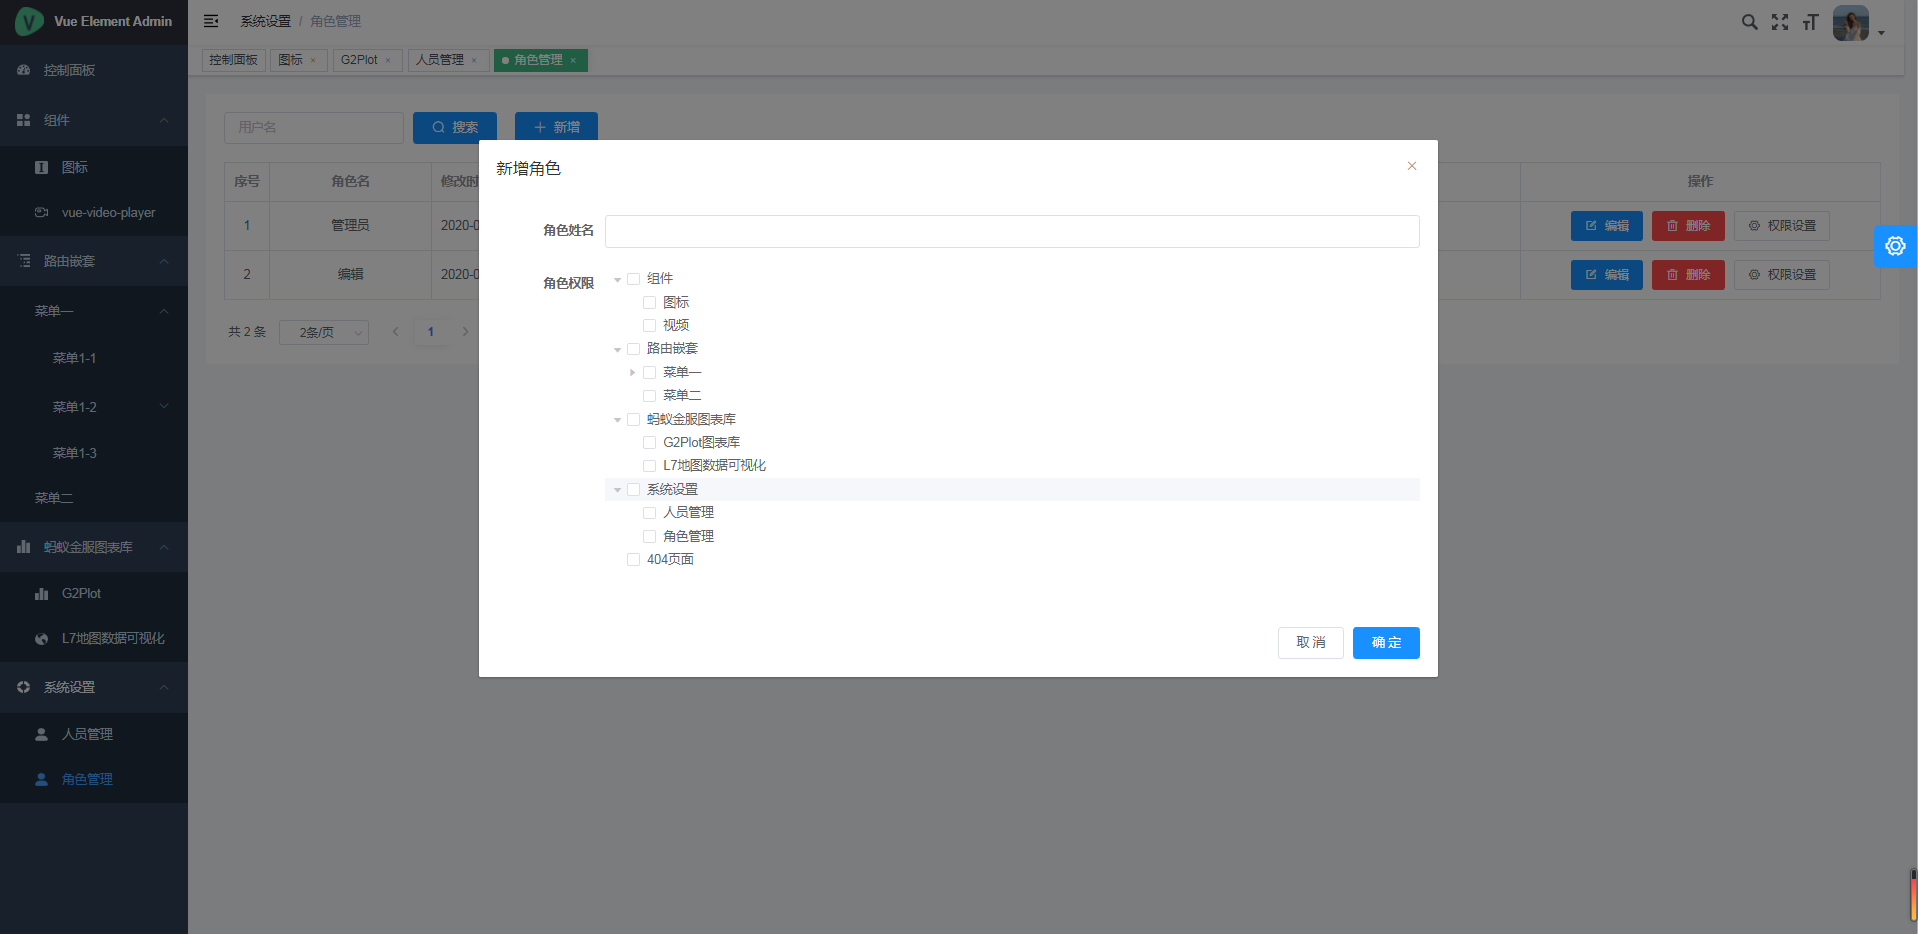 Vue Element Admin
控制面板
组件
图标
vue-video-player
路由嵌套
菜单一
菜单1-1
菜单1-2
菜单1-3
菜单二
蚂蚁金服图表库
G2Plot
L7地图数据可视化
系统设置
人员管理
角色管理
系统设置 / 角色管理
控制面板 图标 × G2Plot × 人员管理 × 角色管理 ×
用户名 搜索 新增
序号 角色名 修改时 操作
1 管理员 2020-0 编辑 删除 权限设置
2 编辑 2020-0 编辑 删除 权限设置
共 2 条 2条/页 1
新增角色
角色姓名
角色权限
组件
图标
视频
路由嵌套
菜单一
菜单二
蚂蚁金服图表库
G2Plot图表库
L7地图数据可视化
系统设置
人员管理
角色管理
404页面
取 消 确 定